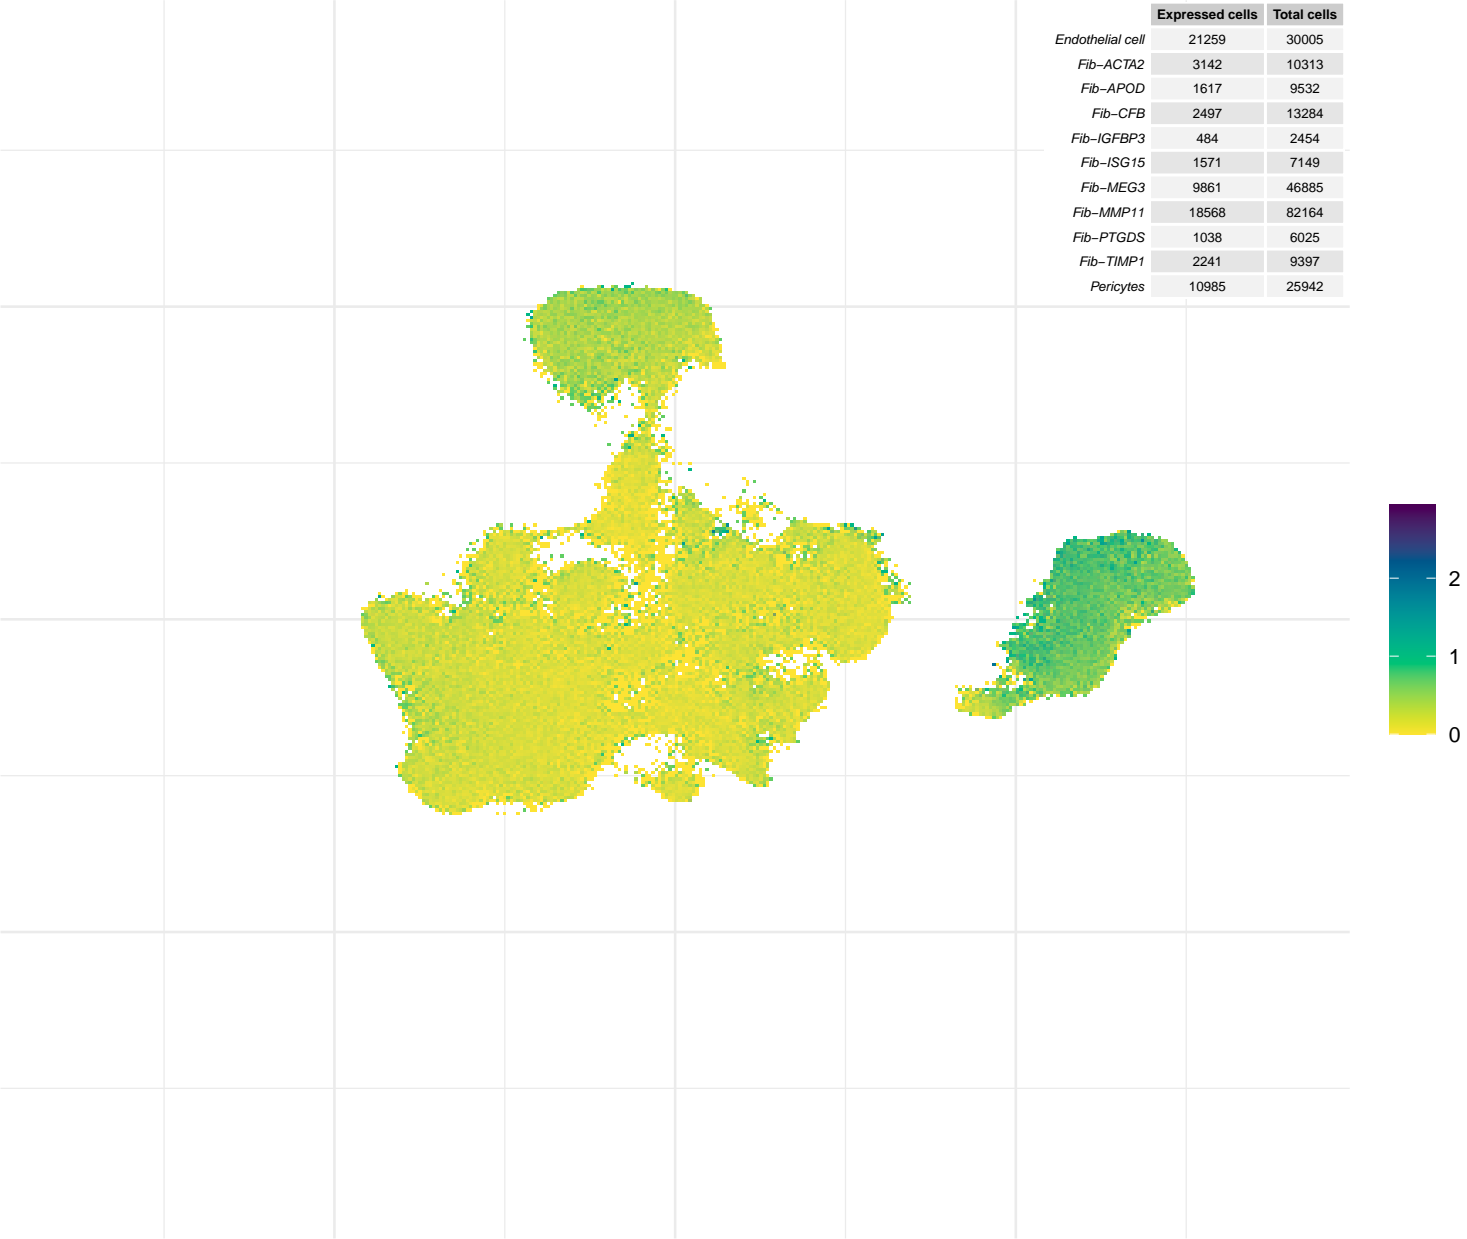 Expressed cells Total cells
Endothelial cell 21259 30005
Fib−ACTA2 3142 10313
Fib−APOD 1617 9532
Fib−CFB 2497 13284
Fib−IGFBP3 484 2454
Fib−ISG15 1571 7149
Fib−MEG3 9861 46885
Fib−MMP11 18568 82164
Fib−PTGDS 1038 6025
Fib−TIMP1 2241 9397
Pericytes 10985 25942
2
1
0